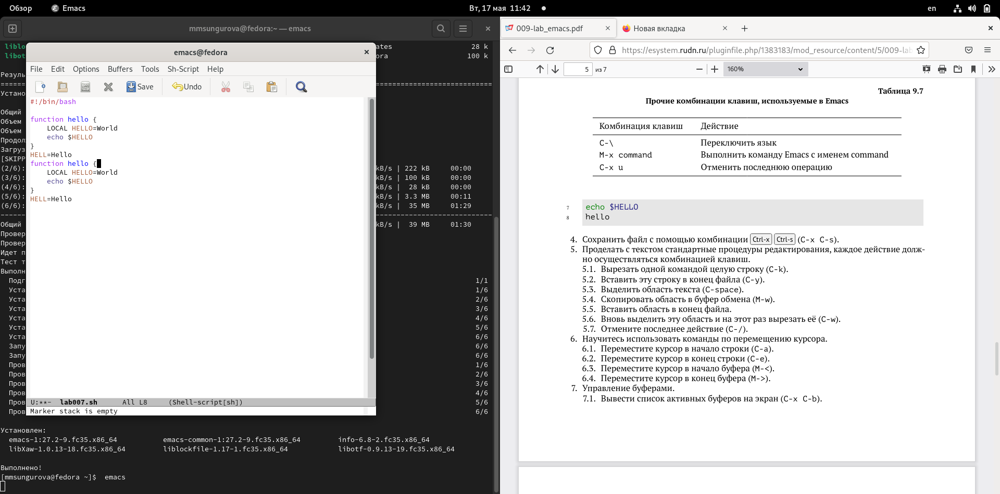 Обзор Emacs Вт, 17 мая 11:42 en
mmsungurova@fedora:~ — emacs
liblo ates 28 k
libot ora 100 k
emacs@fedora
File Edit Options Buffers Tools Sh-Script Help
Save Undo
#!/bin/bash
function hello {
LOCAL HELLO=World
echo $HELLO
}
HELL=Hello
function hello {
LOCAL HELLO=World
echo $HELLO
}
HELL=Hello
U:**- lab007.sh All L8 (Shell-script[sh])
Marker stack is empty
Резуль
Устано
Общий
Объем
Объем
Продол
Загруз
[SKIPP
(2/6): kB/s | 222 kB 00:00
(3/6): kB/s | 100 kB 00:00
(4/6): kB/s | 28 kB 00:00
(5/6): kB/s | 3.3 MB 00:11
(6/6): kB/s | 35 MB 01:29
Общий kB/s | 39 MB 01:30
Провер
Провер
Идет п
Тест т
Выполн
Подг 1/1
Уста 1/6
Уста 2/6
Уста 3/6
Уста 4/6
Уста 5/6
Уста 6/6
Запу 6/6
Запу 6/6
Пров 1/6
Пров 2/6
Пров 3/6
Пров 4/6
Пров 5/6
Пров 6/6
Установлен:
emacs-1:27.2-9.fc35.x86_64 emacs-common-1:27.2-9.fc35.x86_64 info-6.8-2.fc35.x86_64
libXaw-1.0.13-18.fc35.x86_64 liblockfile-1.17-1.fc35.x86_64 libotf-0.9.13-19.fc35.x86_64
Выполнено!
[mmsungurova@fedora ~]$ emacs
009-lab_emacs.pdf Новая вкладка
https://esystem.rudn.ru/pluginfile.php/1383183/mod_resource/content/5/009-lab
5 из 7 160%
Таблица 9.7
Прочие комбинации клавиш, используемые в Emacs
Комбинация клавиш Действие
C-\ Переключить язык
M-x command Выполнить команду Emacs с именем command
C-x u Отменить последнюю операцию
7 echo $HELLO
8 hello
4. Сохранить файл с помощью комбинации Ctrl-x Ctrl-s (C-x C-s).
5. Проделать с текстом стандартные процедуры редактирования, каждое действие долж-
но осуществляться комбинацией клавиш.
5.1. Вырезать одной командой целую строку (C-k).
5.2. Вставить эту строку в конец файла (C-y).
5.3. Выделить область текста (C-space).
5.4. Скопировать область в буфер обмена (M-w).
5.5. Вставить область в конец файла.
5.6. Вновь выделить эту область и на этот раз вырезать её (C-w).
5.7. Отмените последнее действие (C-/).
6. Научитесь использовать команды по перемещению курсора.
6.1. Переместите курсор в начало строки (C-a).
6.2. Переместите курсор в конец строки (C-e).
6.3. Переместите курсор в начало буфера (M-<).
6.4. Переместите курсор в конец буфера (M->).
7. Управление буферами.
7.1. Вывести список активных буферов на экран (C-x C-b).